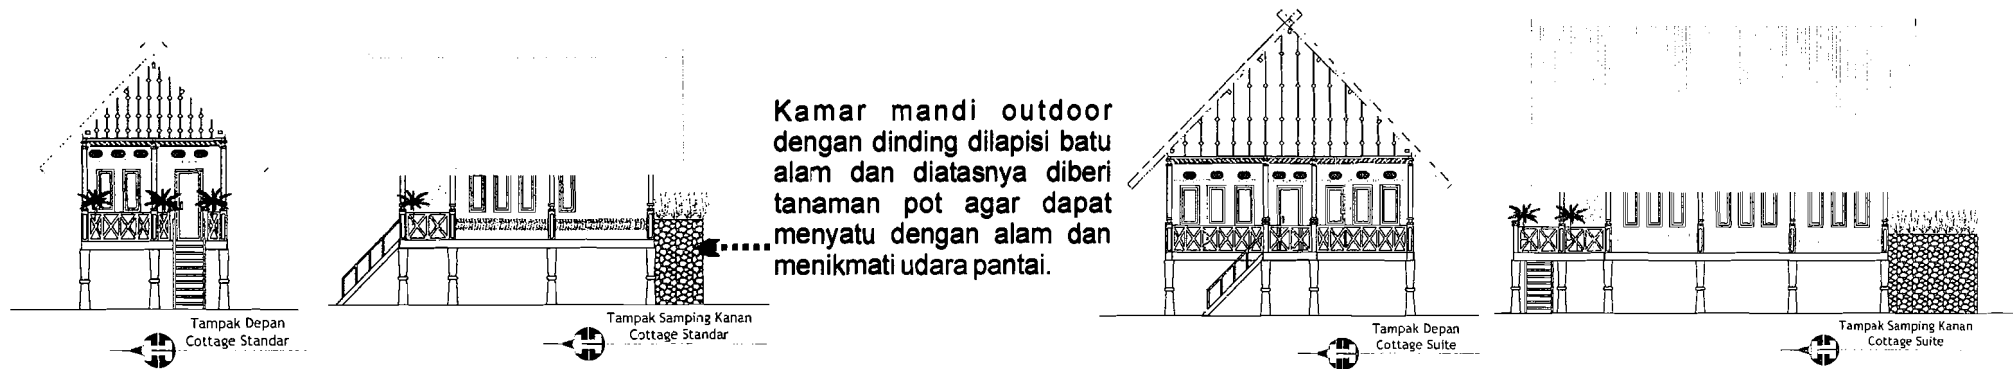 Tampak Depan
Cottage Standar
Tampak Samping Kanan
Cottage Standar
Kamar mandi outdoor
dengan dinding dilapisi batu
alam dan diatasnya diberi
tanaman pot agar dapat
menyatu dengan alam dan
menikmati udara pantai.
Tampak Depan
Cottage Suite
Tampak Samping Kanan
Cottage Suite